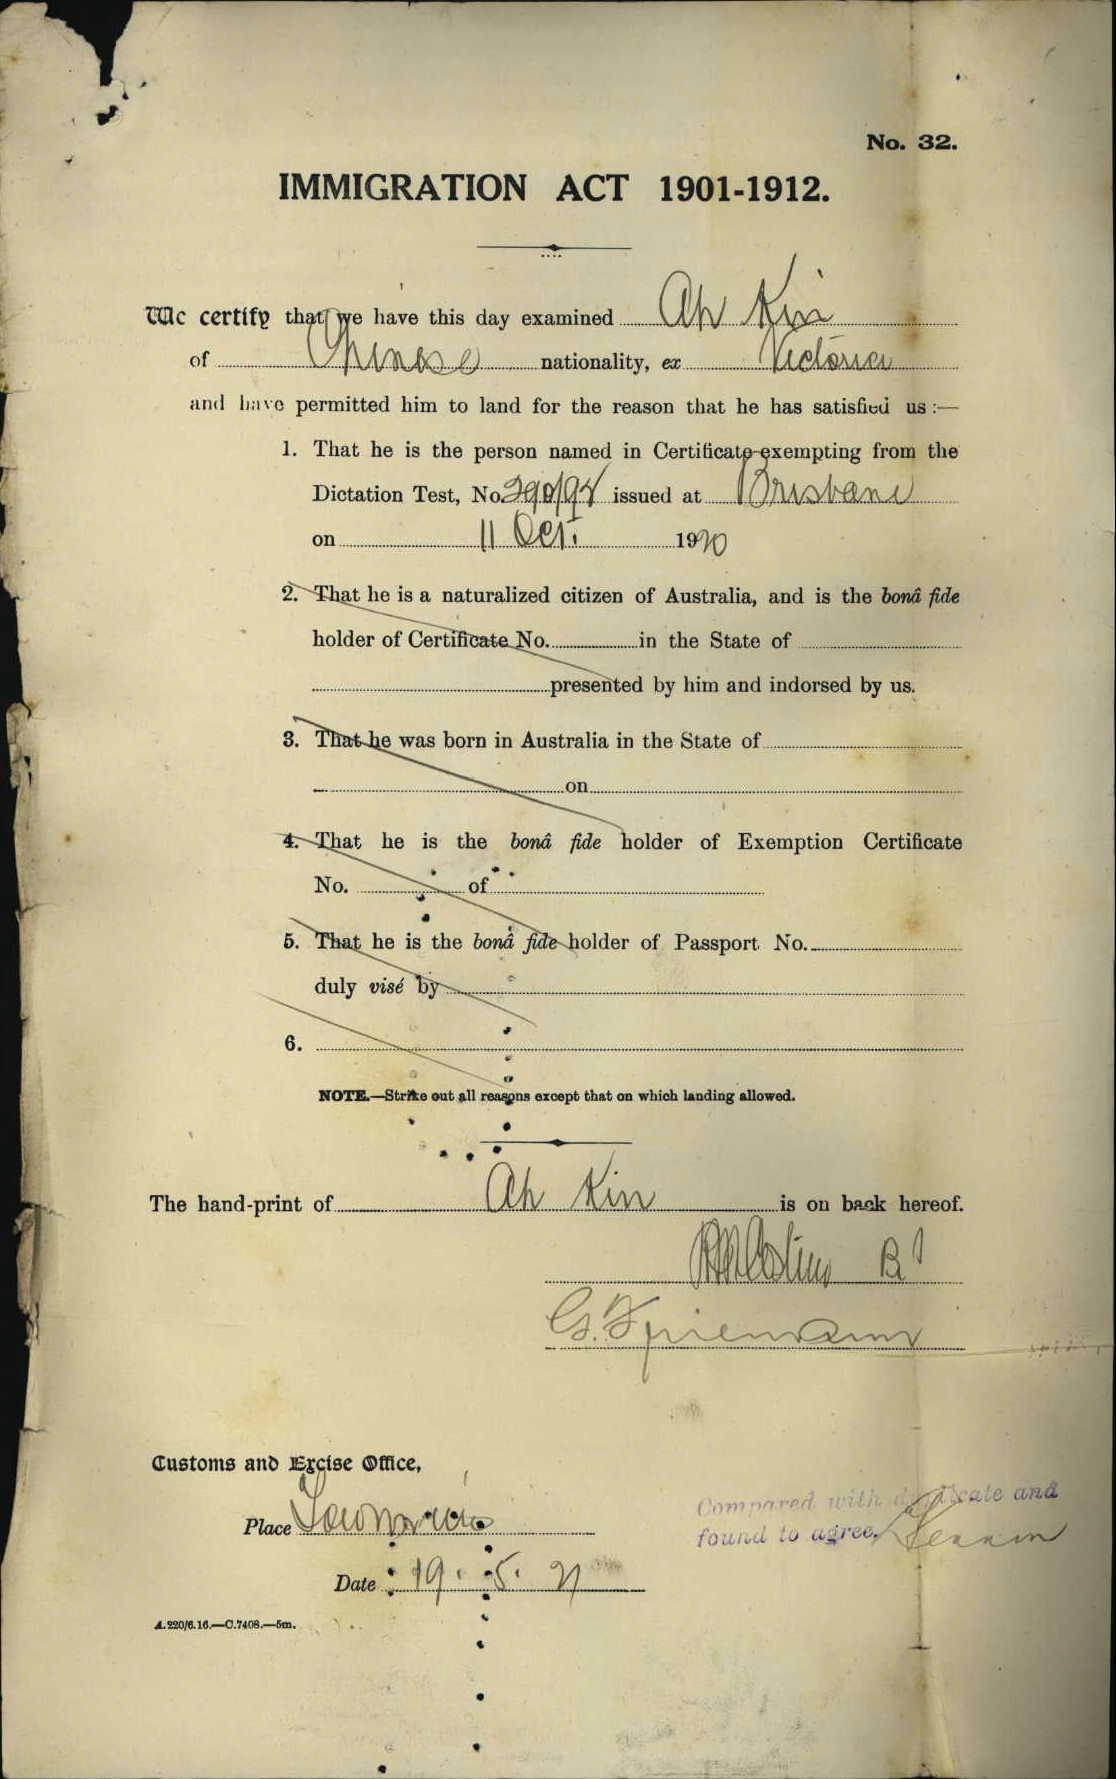 No. 32.
IMMIGRATION ACT 1901-1912.
We certify that we have this day examined Ah Kin
of Chinese nationality, ex Victoria
and have permitted him to land for the reason that he has satisfied us :—
1. That he is the person named in Certificate exempting from the
Dictation Test, No. 290/98 issued at Brisbane
on 11 Oct. 1920
2. That he is a naturalized citizen of Australia, and is the bonâ fide
holder of Certificate No. in the State of
presented by him and indorsed by us.
3. That he was born in Australia in the State of
on
4. That he is the bonâ fide holder of Exemption Certificate
No. of
5. That he is the bonâ fide holder of Passport No.
duly visé by
6.
NOTE.—Strike out all reasons except that on which landing allowed.
The hand-print of Ah Kin is on back hereof.
Customs and Excise Office,
Place Townsville
Compared with duplicate and
found to agree.
Date 19. 5. 21
A.220/6.16.—C.7408.—5m.